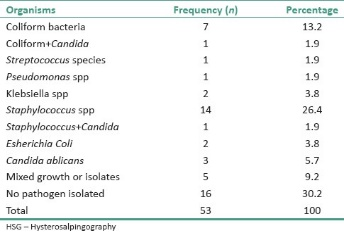 Organisms Frequency (n) Percentage
Coliform bacteria 7 13.2
Coliform+Candida 1 1.9
Streptococcus species 1 1.9
Pseudomonas spp 1 1.9
Klebsiella spp 2 3.8
Staphylococcus spp 14 26.4
Staphylococcus+Candida 1 1.9
Esherichia Coli 2 3.8
Candida ablicans 3 5.7
Mixed growth or isolates 5 9.2
No pathogen isolated 16 30.2
Total 53 100
HSG – Hysterosalpingography